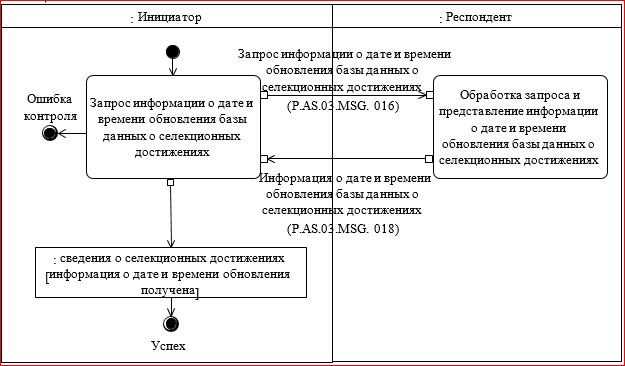 : Инициатор
: Респондент
Запрос информации о дате и времени
обновления базы данных о
селекционных достижениях
(P.AS.03.MSG. 016)
Ошибка
контроля
Запрос информации о дате и
времени обновления базы
данных о селекционных
достижениях
Обработка запроса и
представление информации
о дате и времени
обновления базы данных о
селекционных достижениях
Информация о дате и времени
обновления базы данных о
селекционных достижениях
(P.AS.03.MSG. 018)
: сведения о селекционных достижениях
[информация о дате и времени обновления
получена]
Успех